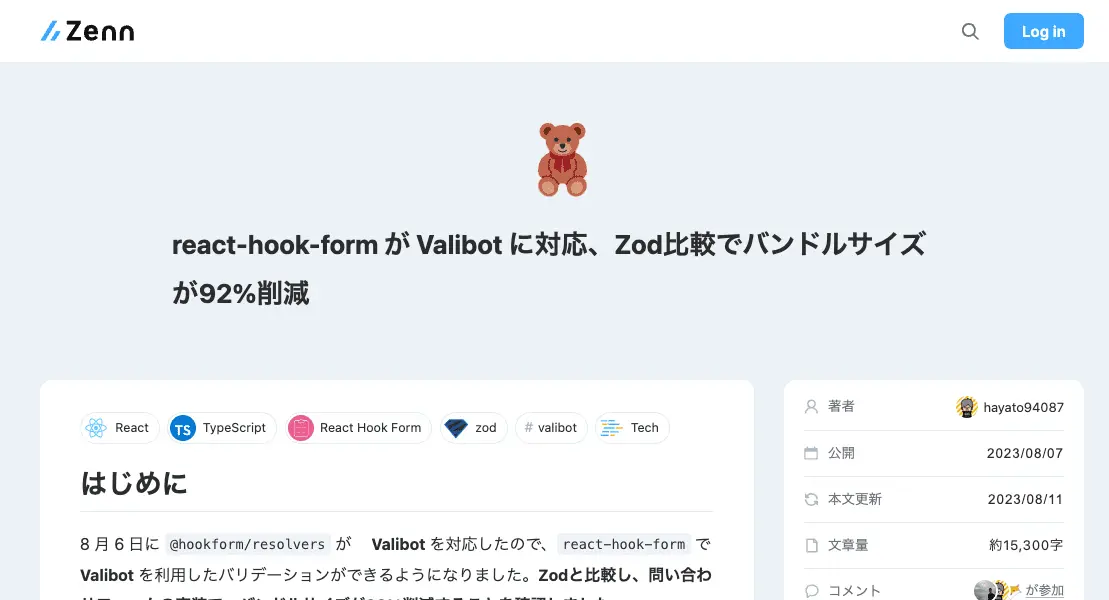 Zenn
Log in
react-hook-form が Valibot に対応、Zod比較でバンドルサイズ
が92%削減
React
TS TypeScript
React Hook Form
zod
# valibot
Tech
はじめに
8 月 6 日に @hookform/resolvers が Valibot を対応したので、react-hook-form で
Valibot を利用したバリデーションができるようになりました。Zodと比較し、問い合わ
著者 hayato94087
公開 2023/08/07
本文更新 2023/08/11
文章量 約15,300字
コメント が参加